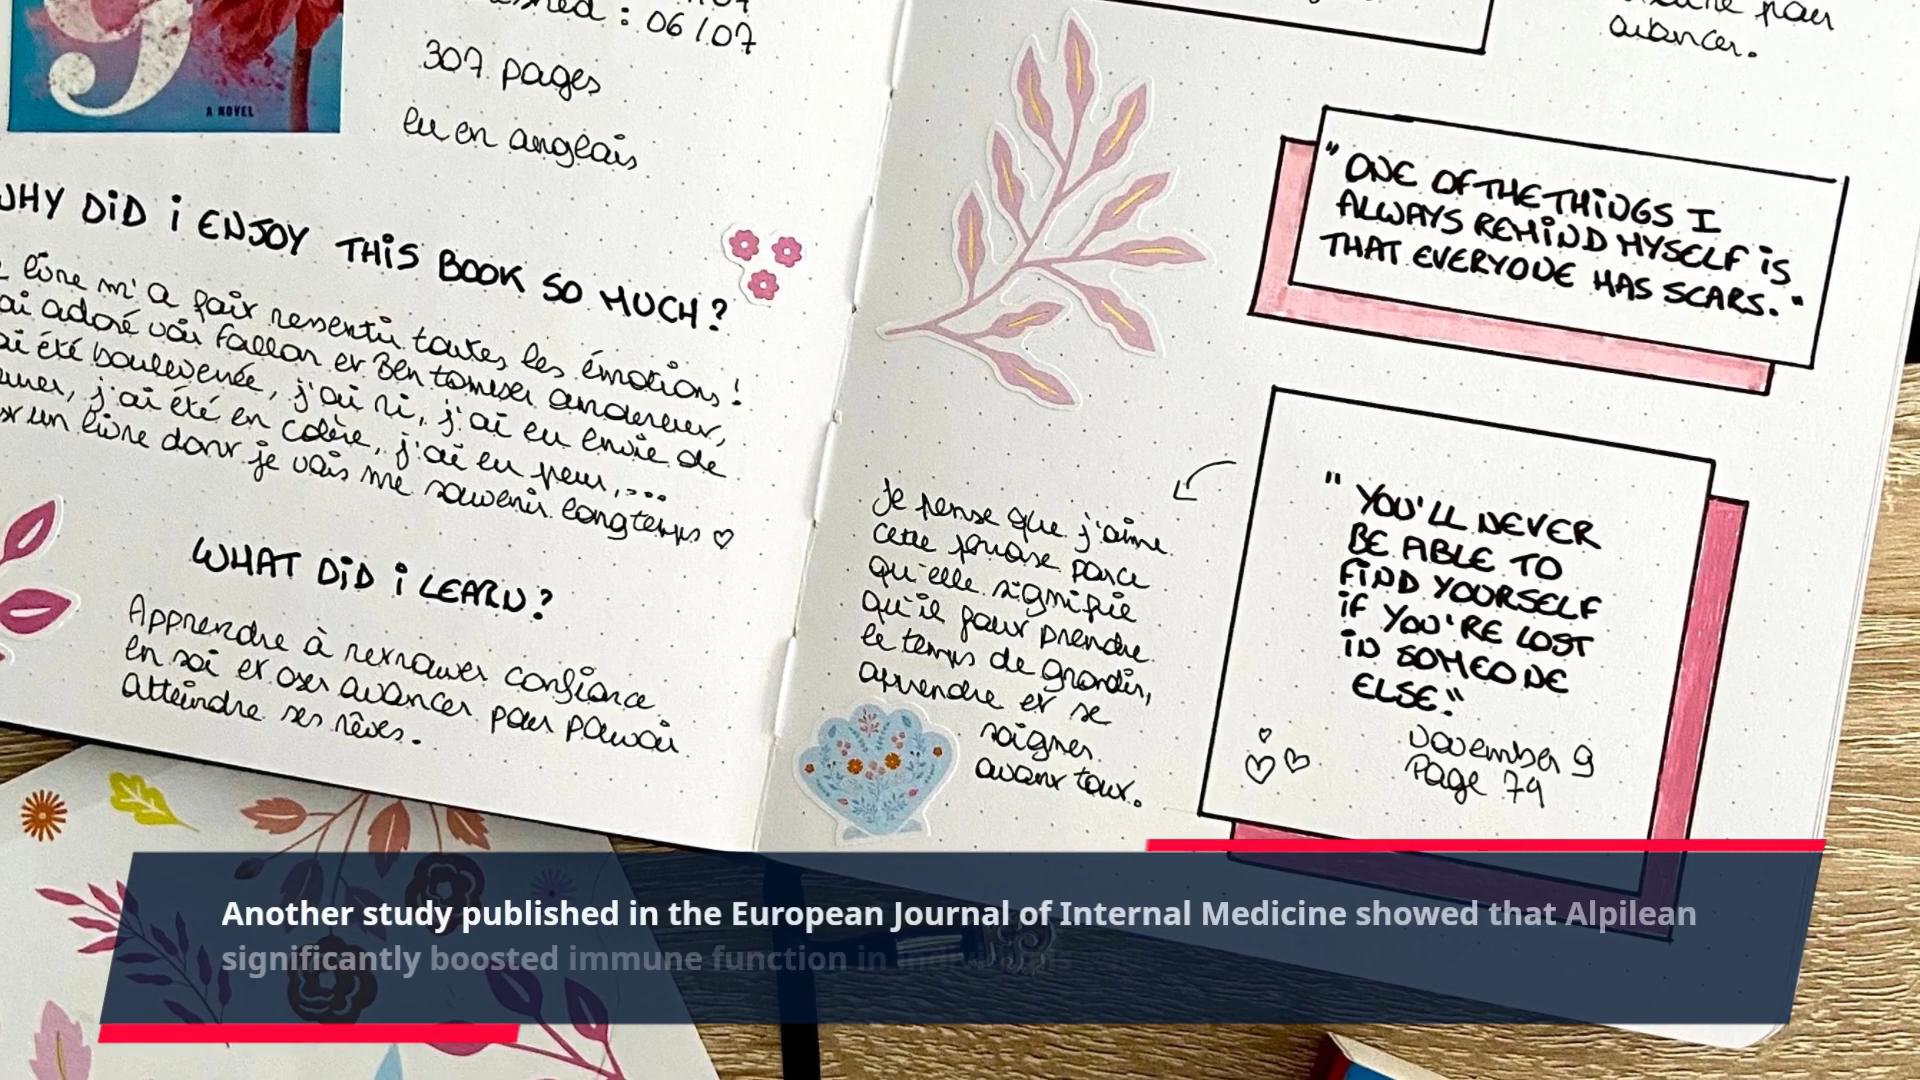 9
A NOVEL
: 06/07
307 pages
lu en anglais
WHY DID I ENJOY THIS BOOK SO MUCH?
livre m'a fait ressentir toutes les émotions !
ai adoré voir Fallon et Ben tomber amoureux,
ai été bouleversée, j'ai ri, j'ai eu envie de
j'ai été en colère, j'ai eu peur,...
un livre dont je vais me souvenir longtemps ♡
WHAT DID I LEARN?
Apprendre à retrouver confiance
en soi et oser avancer pour pouvoir
atteindre ses rêves.
pour
avancer.
"ONE OF THE THINGS I
ALWAYS REMIND MYSELF IS
THAT EVERYONE HAS SCARS."
Je pense que j'aime
cette phrase parce
qu'elle signifie
qu'il faut prendre
le temps de grandir,
apprendre et se
soigner
avant tout.
"YOU'LL NEVER
BE ABLE TO
FIND YOURSELF
IF YOU'RE LOST
IN SOMEONE
ELSE."
November 9
Page 79
Another study published in the European Journal of Internal Medicine showed that Alpilean
significantly boosted immune function in